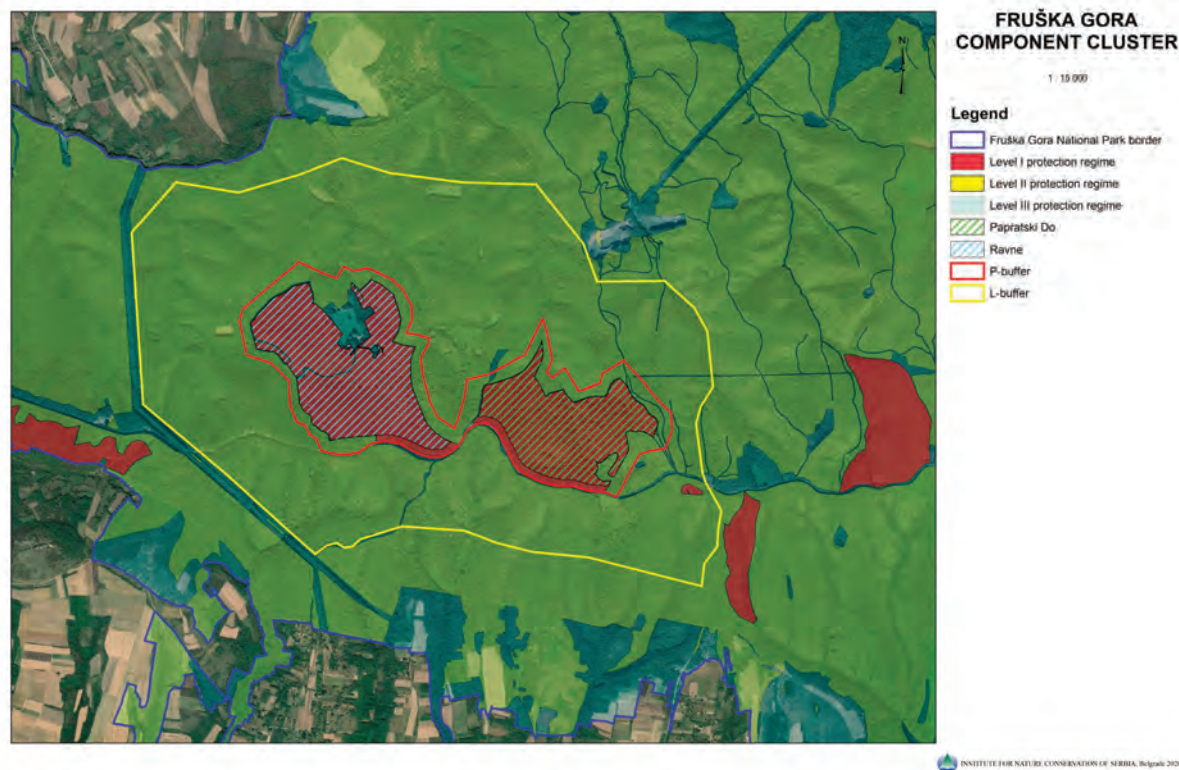 FRUŠKA GORA
COMPONENT CLUSTER
N
1 : 15 000
Legend
Fruška Gora National Park border
Level I protection regime
Level II protection regime
Level III protection regime
Papratski Do
Ravne
P-buffer
L-buffer
INSTITUTE FOR NATURE CONSERVATION OF SERBIA, Belgrade 2020